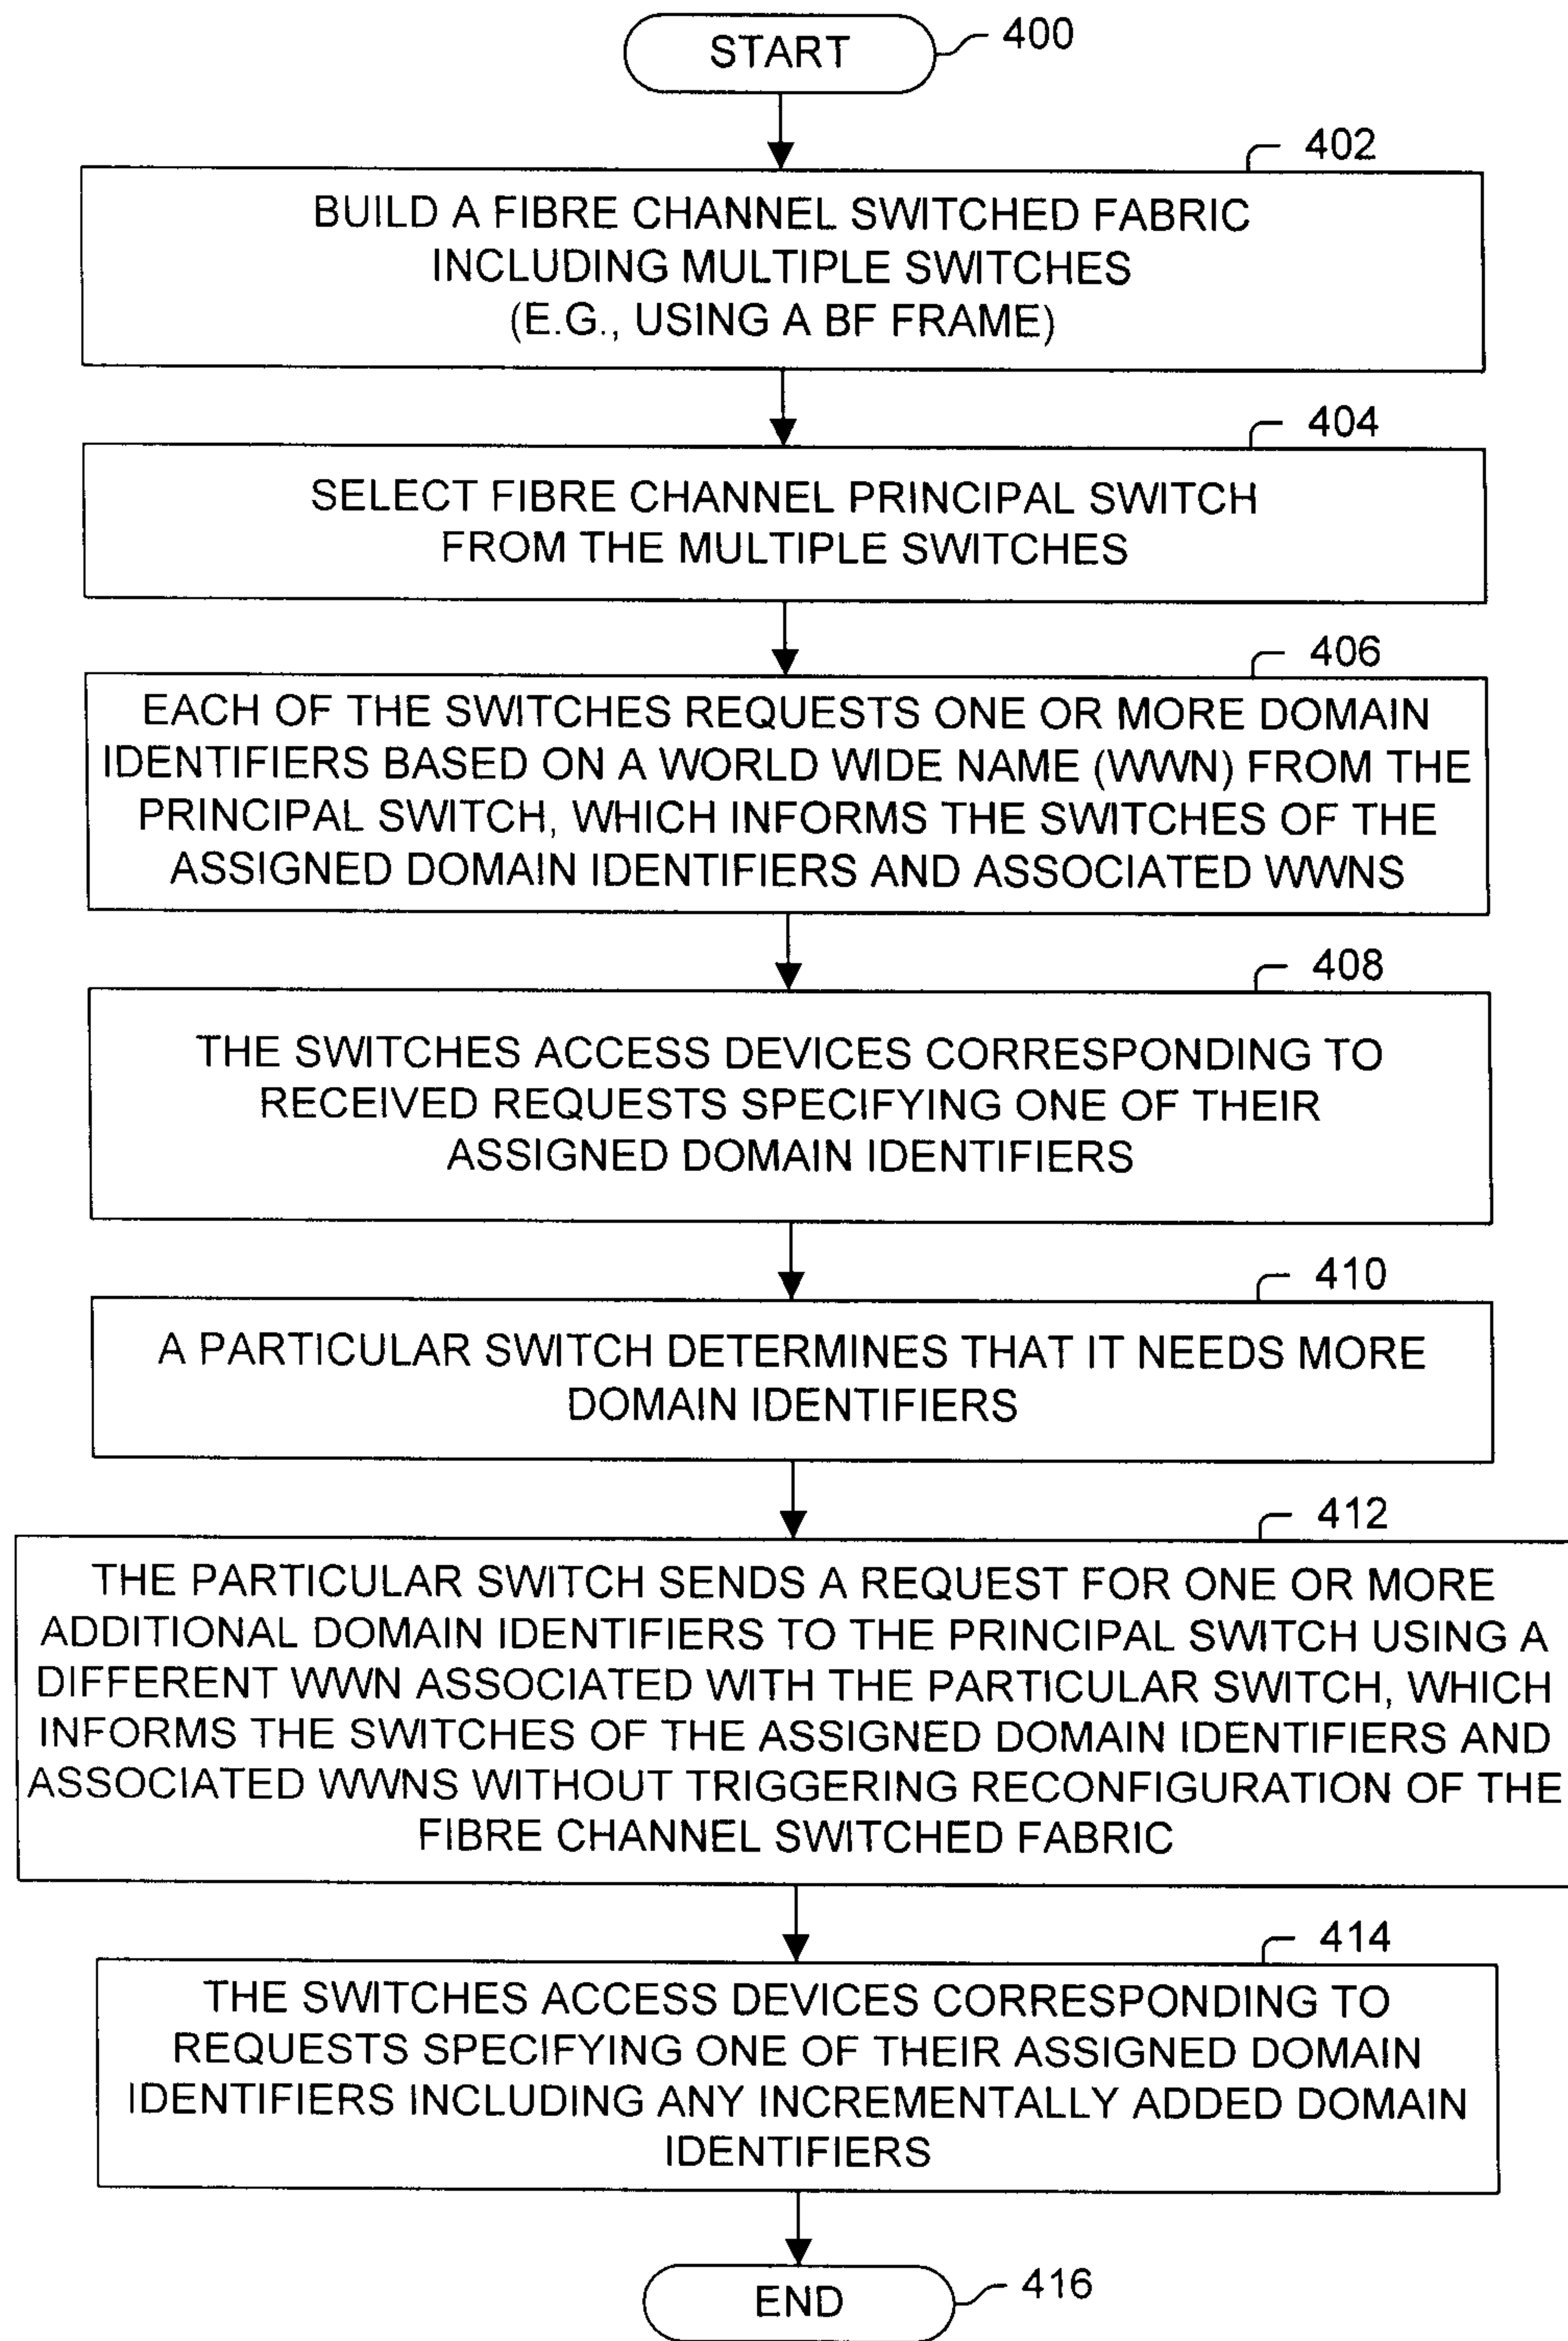 START
400
402
BUILD A FIBRE CHANNEL SWITCHED FABRIC
INCLUDING MULTIPLE SWITCHES
(E.G., USING A BF FRAME)
404
SELECT FIBRE CHANNEL PRINCIPAL SWITCH
FROM THE MULTIPLE SWITCHES
406
EACH OF THE SWITCHES REQUESTS ONE OR MORE DOMAIN
IDENTIFIERS BASED ON A WORLD WIDE NAME (WWN) FROM THE
PRINCIPAL SWITCH, WHICH INFORMS THE SWITCHES OF THE
ASSIGNED DOMAIN IDENTIFIERS AND ASSOCIATED WWNS
408
THE SWITCHES ACCESS DEVICES CORRESPONDING TO
RECEIVED REQUESTS SPECIFYING ONE OF THEIR
ASSIGNED DOMAIN IDENTIFIERS
410
A PARTICULAR SWITCH DETERMINES THAT IT NEEDS MORE
DOMAIN IDENTIFIERS
412
THE PARTICULAR SWITCH SENDS A REQUEST FOR ONE OR MORE
ADDITIONAL DOMAIN IDENTIFIERS TO THE PRINCIPAL SWITCH USING A
DIFFERENT WWN ASSOCIATED WITH THE PARTICULAR SWITCH, WHICH
INFORMS THE SWITCHES OF THE ASSIGNED DOMAIN IDENTIFIERS AND
ASSOCIATED WWNS WITHOUT TRIGGERING RECONFIGURATION OF THE
FIBRE CHANNEL SWITCHED FABRIC
414
THE SWITCHES ACCESS DEVICES CORRESPONDING TO
REQUESTS SPECIFYING ONE OF THEIR ASSIGNED DOMAIN
IDENTIFIERS INCLUDING ANY INCREMENTALLY ADDED DOMAIN
IDENTIFIERS
END
416